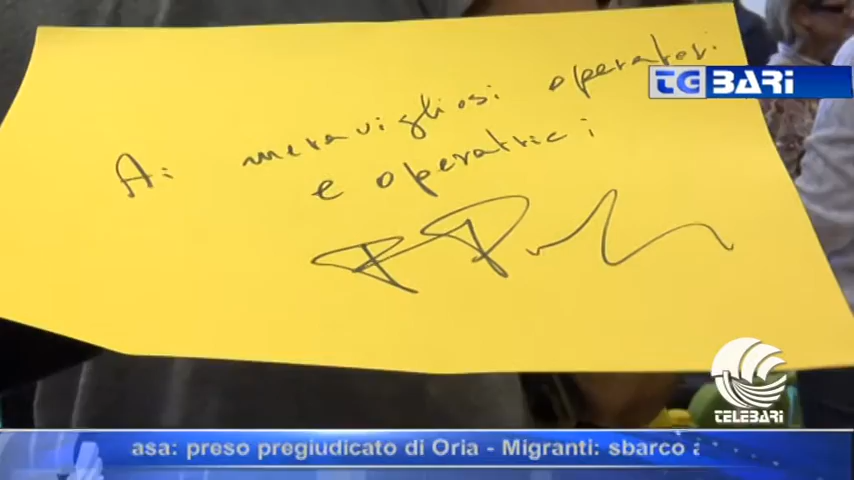 Ai meravigliosi operatori
e operatrici
TG BARI
TELEBARI
asa: preso pregiudicato di Oria - Migranti: sbarco a